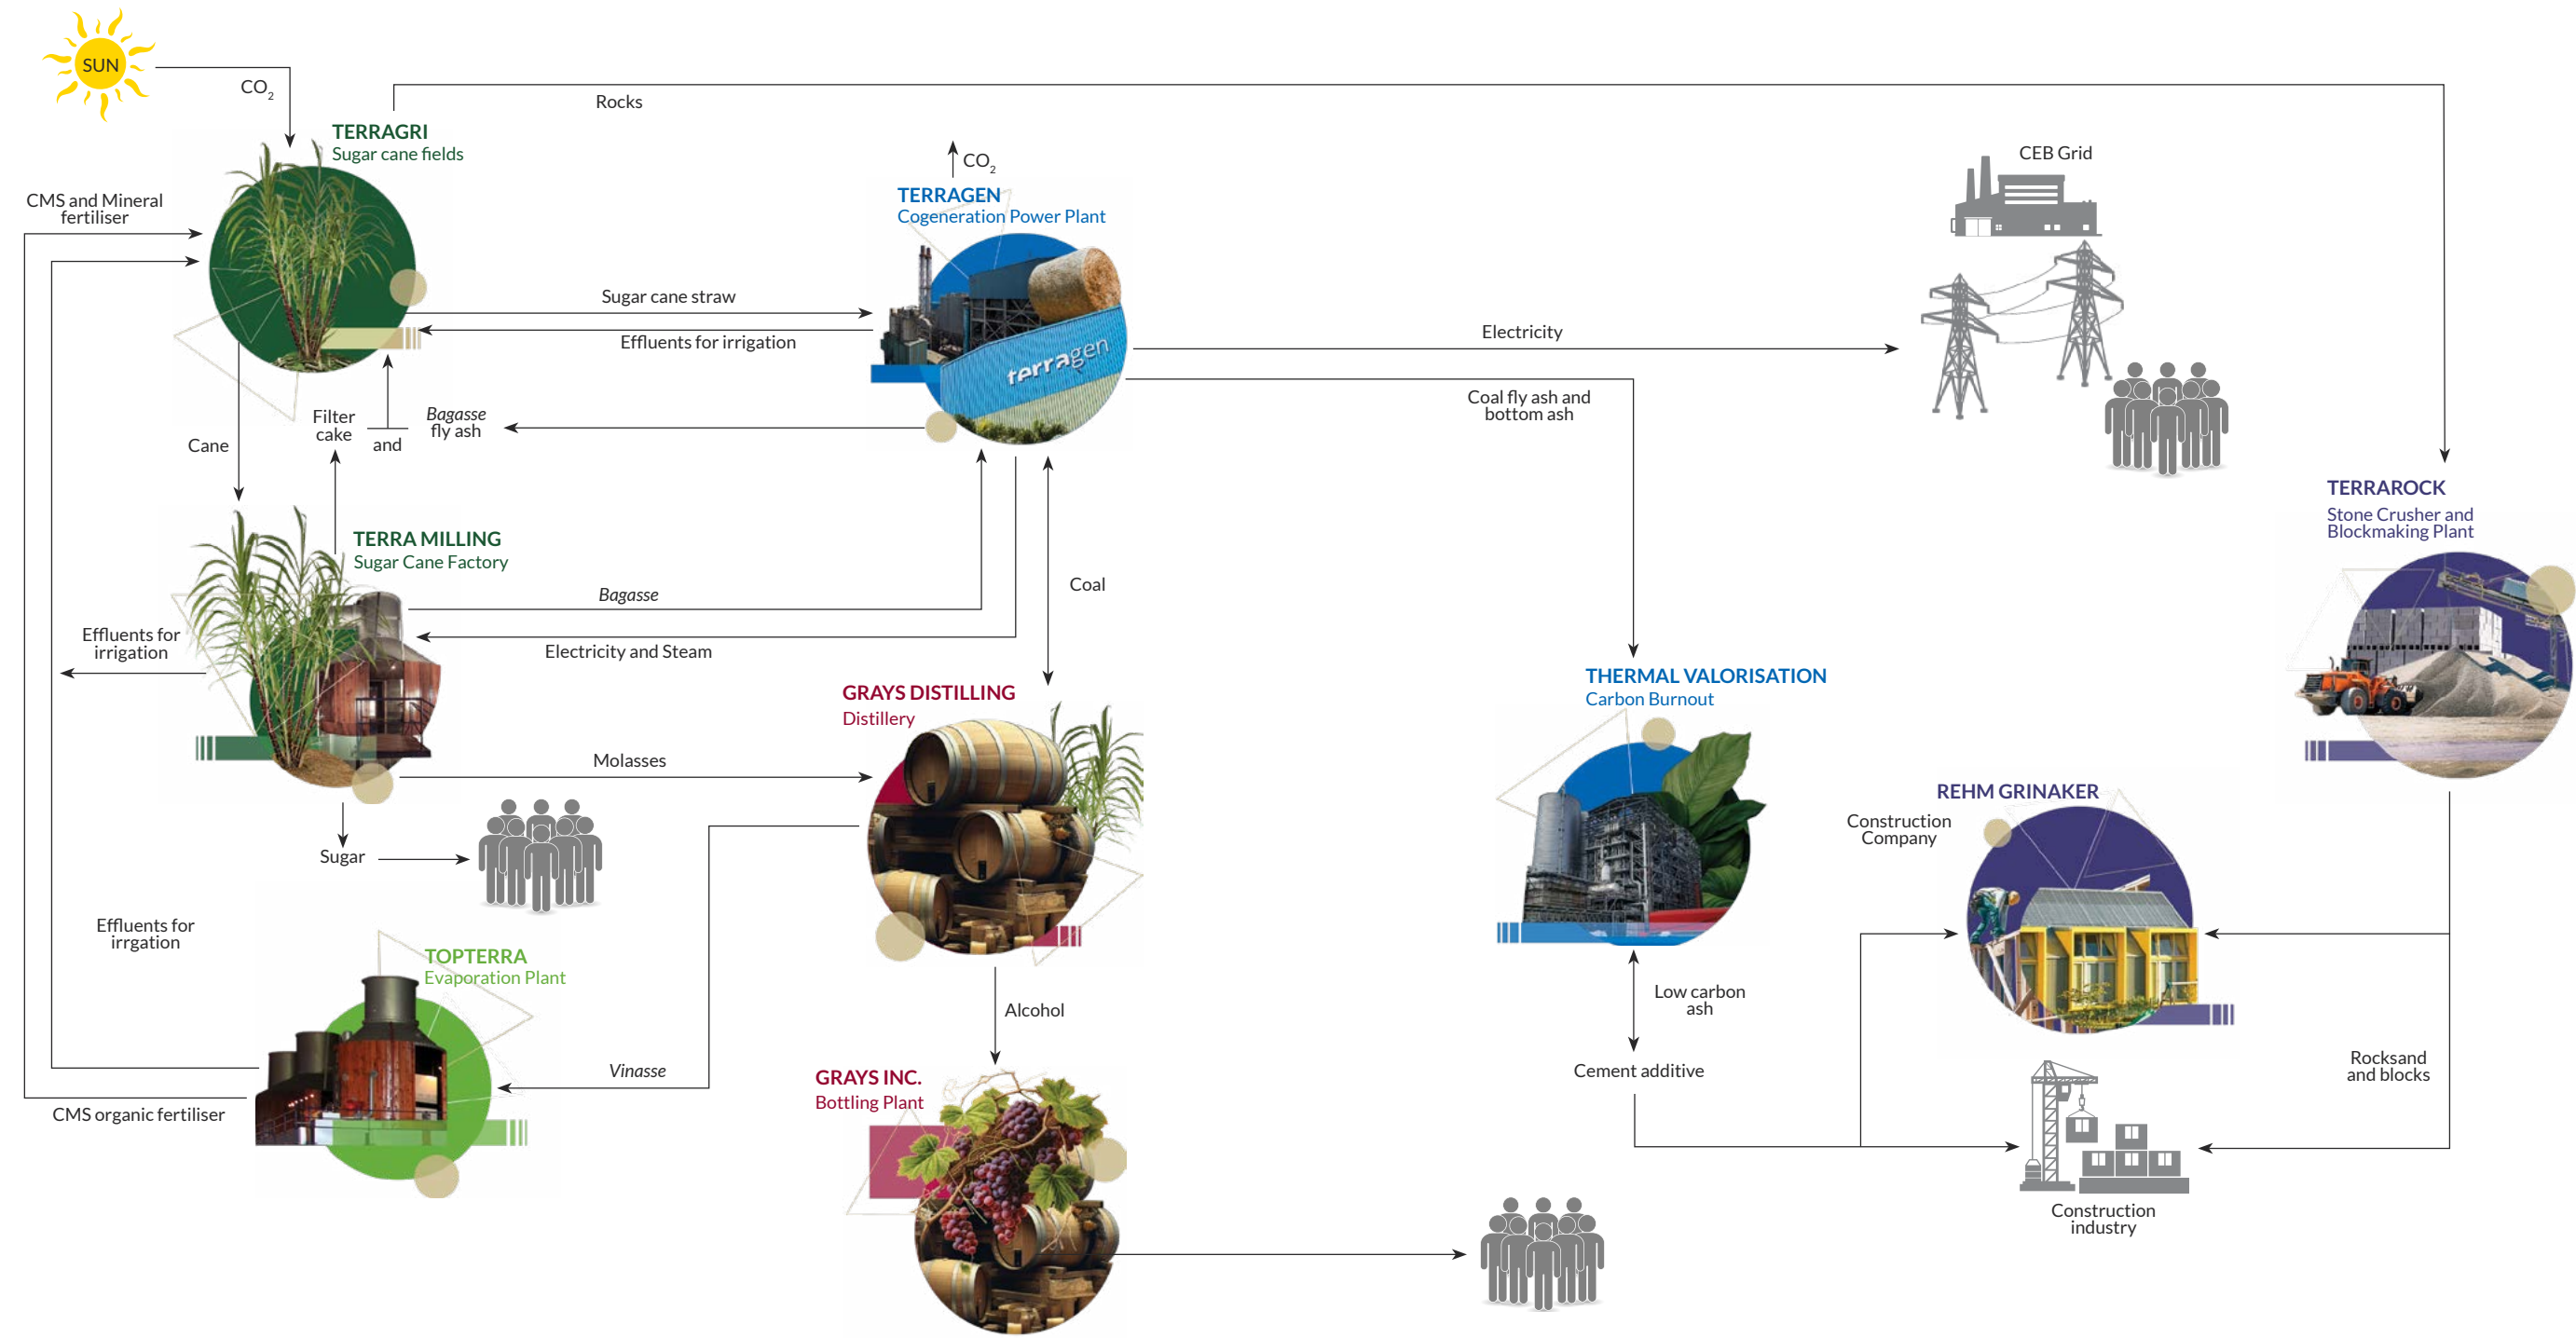 SUN
CO2
Rocks
TERRAGRI
Sugar cane fields
CO2
CEB Grid
TERRAGEN
Cogeneration Power Plant
CMS and Mineral
fertiliser
Sugar cane straw
Effluents for irrigation
terragen
Electricity
Coal fly ash and
bottom ash
Filter
cake
and
Bagasse
fly ash
Cane
TERRAROCK
Stone Crusher and
Blockmaking Plant
TERRA MILLING
Sugar Cane Factory
Bagasse
Coal
Electricity and Steam
Effluents for
irrigation
GRAYS DISTILLING
Distillery
THERMAL VALORISATION
Carbon Burnout
Molasses
REHM GRINAKER
Construction
Company
Sugar
Effluents for
irrgation
TOPTERRA
Evaporation Plant
Alcohol
Low carbon
ash
Vinasse
Cement additive
Rocksand
and blocks
GRAYS INC.
Bottling Plant
CMS organic fertiliser
Construction
industry